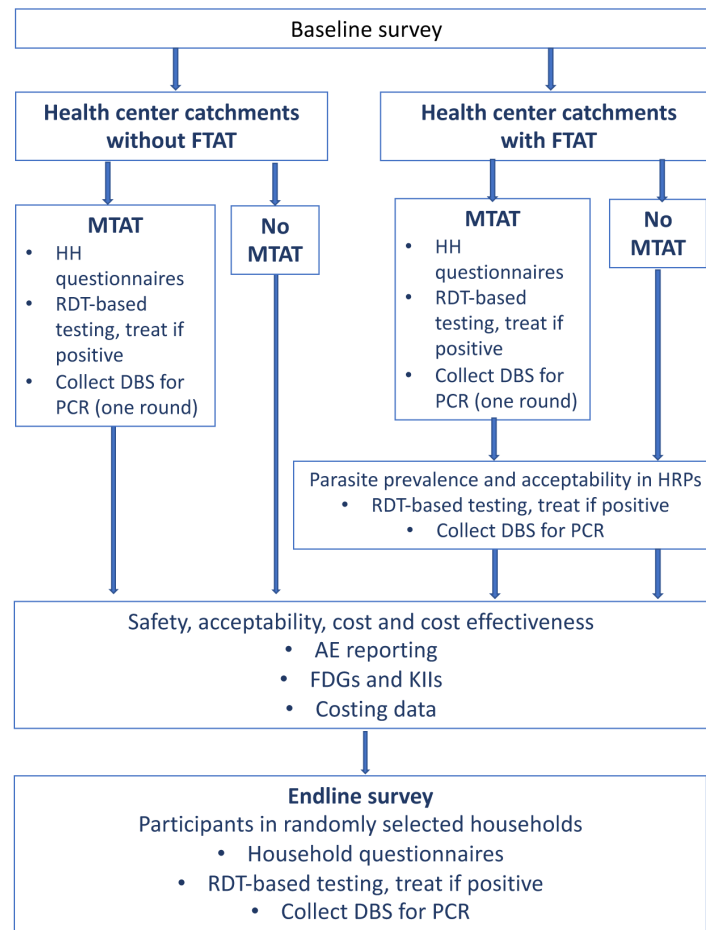 Baseline survey
Health center catchments
without FTAT
Health center catchments
with FTAT
MTAT
• HH
questionnaires
• RDT-based
testing, treat if
positive
• Collect DBS for
PCR (one round)
No
MTAT
MTAT
• HH
questionnaires
• RDT-based
testing, treat if
positive
• Collect DBS for
PCR (one round)
No
MTAT
Parasite prevalence and acceptability in HRPs
• RDT-based testing, treat if positive
• Collect DBS for PCR
Safety, acceptability, cost and cost effectiveness
• AE reporting
• FDGs and KIIs
• Costing data
Endline survey
Participants in randomly selected households
• Household questionnaires
• RDT-based testing, treat if positive
• Collect DBS for PCR